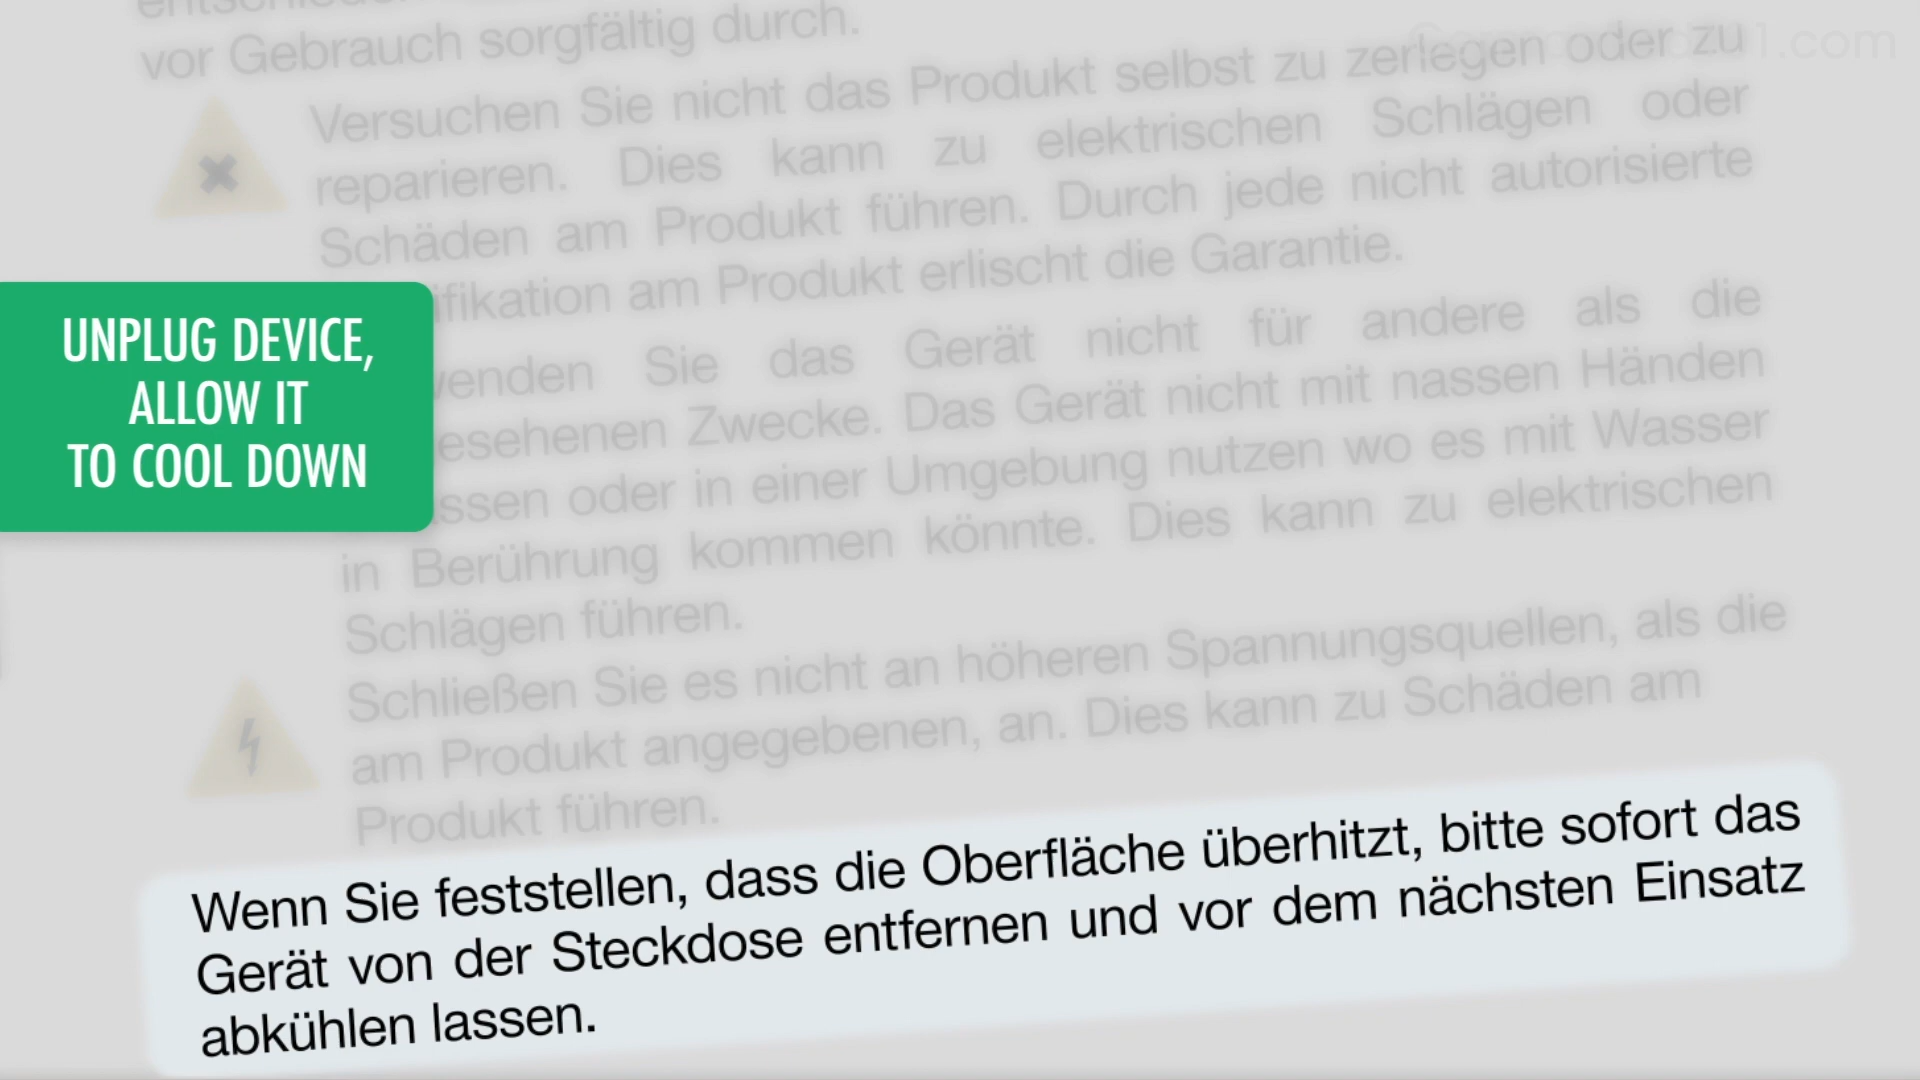 vor Gebrauch sorgfältig durch.
Versuchen Sie nicht das Produkt selbst zu zerlegen oder zu
reparieren. Dies kann zu elektrischen Schlägen oder
Schäden am Produkt führen. Durch jede nicht autorisierte
ifikation am Produkt erlischt die Garantie.
UNPLUG DEVICE,
ALLOW IT
TO COOL DOWN
wenden Sie das Gerät nicht für andere als die
esehenen Zwecke. Das Gerät nicht mit nassen Händen
assen oder in einer Umgebung nutzen wo es mit Wasser
in Berührung kommen könnte. Dies kann zu elektrischen
Schlägen führen.
Schließen Sie es nicht an höheren Spannungsquellen, als die
am Produkt angegebenen, an. Dies kann zu Schäden am
Produkt führen.
Wenn Sie feststellen, dass die Oberfläche überhitzt, bitte sofort das
Gerät von der Steckdose entfernen und vor dem nächsten Einsatz
abkühlen lassen.